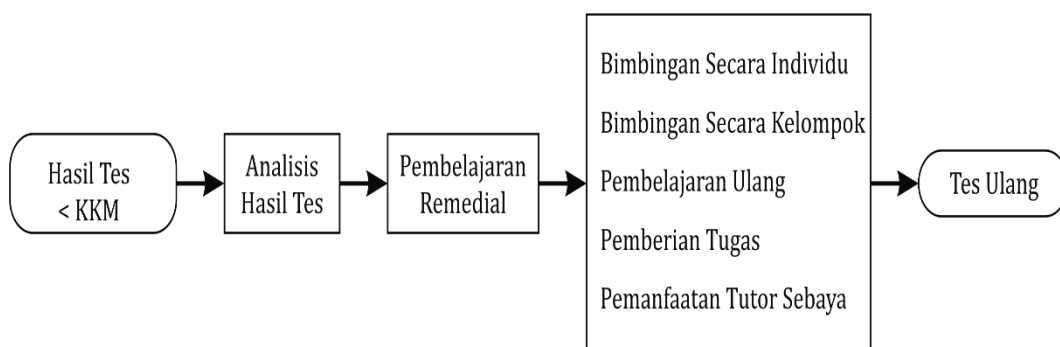 Hasil Tes
< KKM
Analisis
Hasil Tes
Pembelajaran
Remedial
Bimbingan Secara Individu
Bimbingan Secara Kelompok
Pembelajaran Ulang
Pemberian Tugas
Pemanfaatan Tutor Sebaya
Tes Ulang